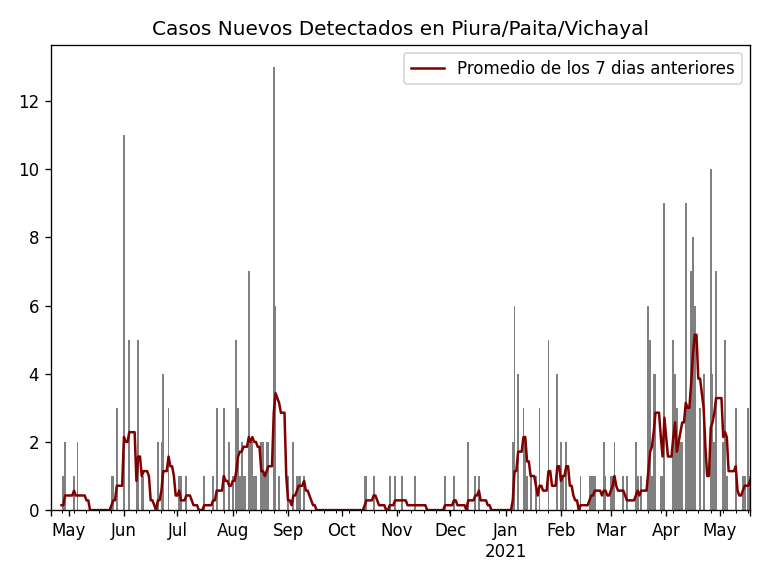 Casos Nuevos Detectados en Piura/Paita/Vichayal
Promedio de los 7 dias anteriores
12
10
8
6
4
2
0
May Jun Jul Aug Sep Oct Nov Dec Jan Feb Mar Apr May
2021